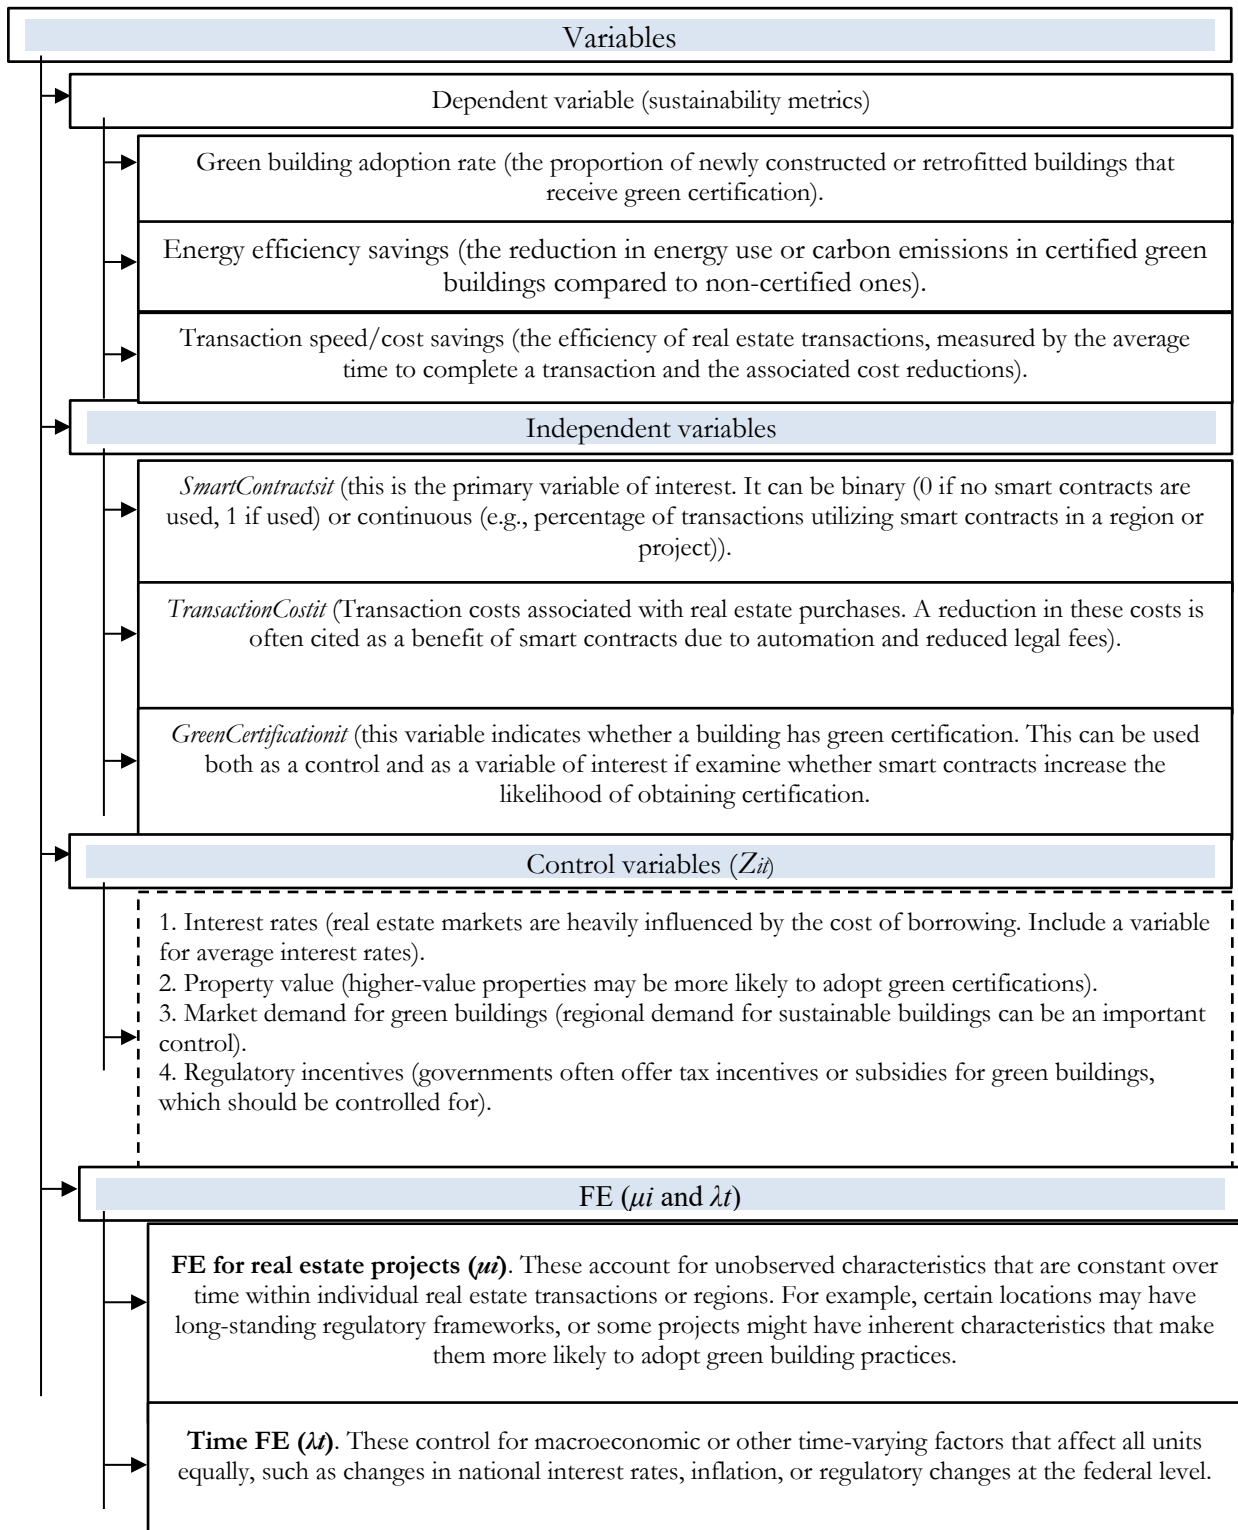 Variables
Dependent variable (sustainability metrics)
Green building adoption rate (the proportion of newly constructed or retrofitted buildings that
receive green certification).
Energy efficiency savings (the reduction in energy use or carbon emissions in certified green
buildings compared to non-certified ones).
Transaction speed/cost savings (the efficiency of real estate transactions, measured by the average
time to complete a transaction and the associated cost reductions).
Independent variables
SmartContractsit (this is the primary variable of interest. It can be binary (0 if no smart contracts are
used, 1 if used) or continuous (e.g., percentage of transactions utilizing smart contracts in a region or
project)).
TransactionCostit (Transaction costs associated with real estate purchases. A reduction in these costs is
often cited as a benefit of smart contracts due to automation and reduced legal fees).
GreenCertificationit (this variable indicates whether a building has green certification. This can be used
both as a control and as a variable of interest if examine whether smart contracts increase the
likelihood of obtaining certification.
Control variables (Zit)
1. Interest rates (real estate markets are heavily influenced by the cost of borrowing. Include a variable
for average interest rates).
2. Property value (higher-value properties may be more likely to adopt green certifications).
3. Market demand for green buildings (regional demand for sustainable buildings can be an important
control).
4. Regulatory incentives (governments often offer tax incentives or subsidies for green buildings,
which should be controlled for).
FE (μi and λt)
FE for real estate projects (μi). These account for unobserved characteristics that are constant over
time within individual real estate transactions or regions. For example, certain locations may have
long-standing regulatory frameworks, or some projects might have inherent characteristics that make
them more likely to adopt green building practices.
Time FE (λt). These control for macroeconomic or other time-varying factors that affect all units
equally, such as changes in national interest rates, inflation, or regulatory changes at the federal level.